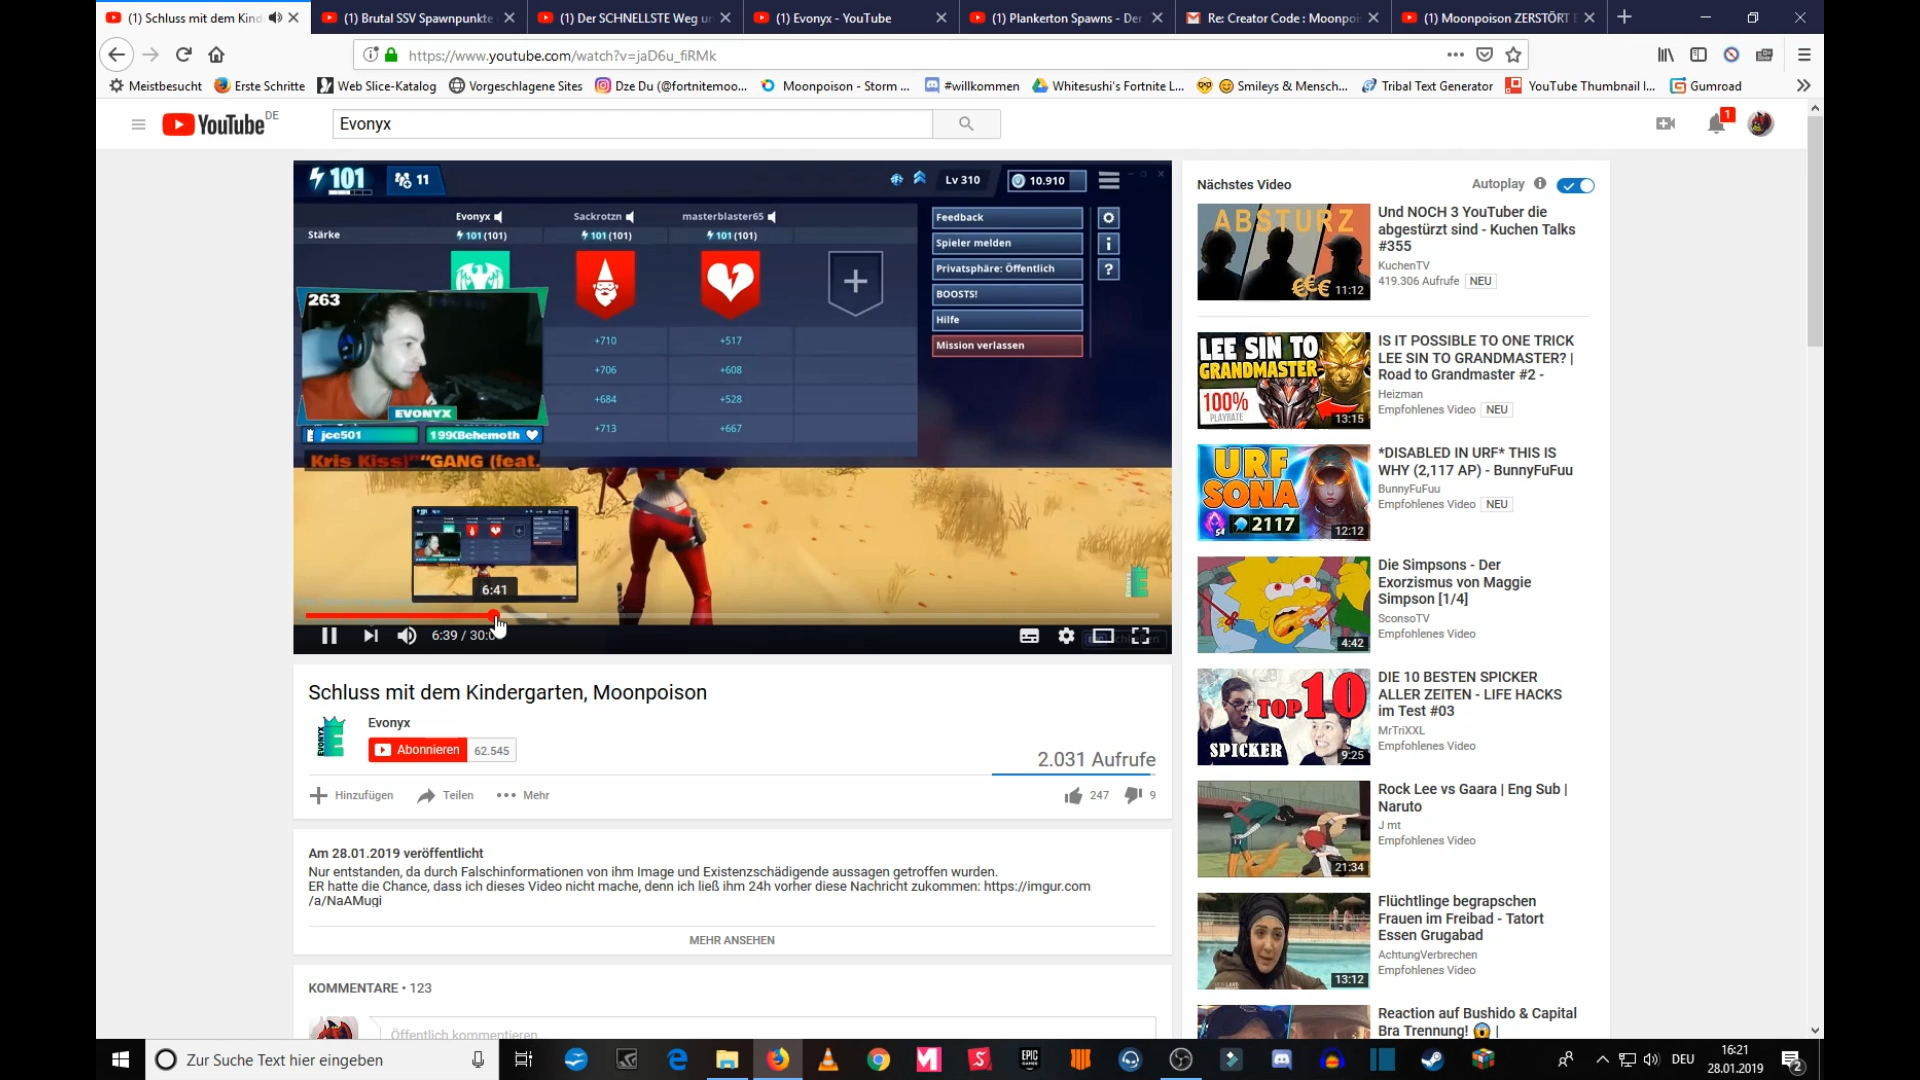 (1) Schluss mit dem Kind
(1) Brutal SSV Spawnpunkte
(1) Der SCHNELLSTE Weg un
(1) Evonyx - YouTube
(1) Plankerton Spawns - Der
Re: Creator Code : Moonpoi
(1) Moonpoison ZERSTÖRT E
https://www.youtube.com/watch?v=jaD6u_fiRMk
Meistbesucht
Erste Schritte
Web Slice-Katalog
Vorgeschlagene Sites
Dze Du (@fortnitemoo...
Moonpoison - Storm ...
#willkommen
Whitesushi's Fortnite L...
Smileys & Mensch...
Tribal Text Generator
YouTube Thumbnail I...
Gumroad
YouTube DE
Evonyx
1
101
11
Lv 310
10.910
Evonyx
Sackrotzn
masterblaster65
Stärke
101 (101)
101 (101)
101 (101)
Feedback
Spieler melden
Privatsphäre: Öffentlich
BOOSTS!
Hilfe
Mission verlassen
i
?
263
EVONYX
jce501
199XBehemoth
Kris Kiss)" "GANG (feat.
+710
+517
+706
+608
+684
+528
+713
+667
6:41
6:39 / 30:0
Schluss mit dem Kindergarten, Moonpoison
EVONYX
Evonyx
Abonnieren
62.545
2.031 Aufrufe
Hinzufügen
Teilen
Mehr
247
9
Am 28.01.2019 veröffentlicht
Nur entstanden, da durch Falschinformationen von ihm Image und Existenzschädigende aussagen getroffen wurden.
ER hatte die Chance, dass ich dieses Video nicht mache, denn ich ließ ihm 24h vorher diese Nachricht zukommen: https://imgur.com
/a/NaAMugi
MEHR ANSEHEN
KOMMENTARE • 123
Öffentlich kommentieren
Nächstes Video
Autoplay
ABSTURZ
€€€
11:12
Und NOCH 3 YouTuber die
abgestürzt sind - Kuchen Talks
#355
KuchenTV
419.306 Aufrufe
NEU
LEE SIN TO
GRANDMASTER
100%
PLAYRATE
13:15
IS IT POSSIBLE TO ONE TRICK
LEE SIN TO GRANDMASTER? |
Road to Grandmaster #2 -
Heizman
Empfohlenes Video
NEU
URF
SONA
2117
12:12
*DISABLED IN URF* THIS IS
WHY (2,117 AP) - BunnyFuFuu
BunnyFuFuu
Empfohlenes Video
NEU
4:42
Die Simpsons - Der
Exorzismus von Maggie
Simpson [1/4]
SconsoTV
Empfohlenes Video
TOP 10
SPICKER
9:25
DIE 10 BESTEN SPICKER
ALLER ZEITEN - LIFE HACKS
im Test #03
MrTriXXL
Empfohlenes Video
21:34
Rock Lee vs Gaara | Eng Sub |
Naruto
J mt
Empfohlenes Video
13:12
Flüchtlinge begrapschen
Frauen im Freibad - Tatort
Essen Grugabad
AchtungVerbrechen
Empfohlenes Video
Reaction auf Bushido & Capital
Bra Trennung! 😱 |
Zur Suche Text hier eingeben
EPIC
GAMES
DEU
16:21
28.01.2019
2